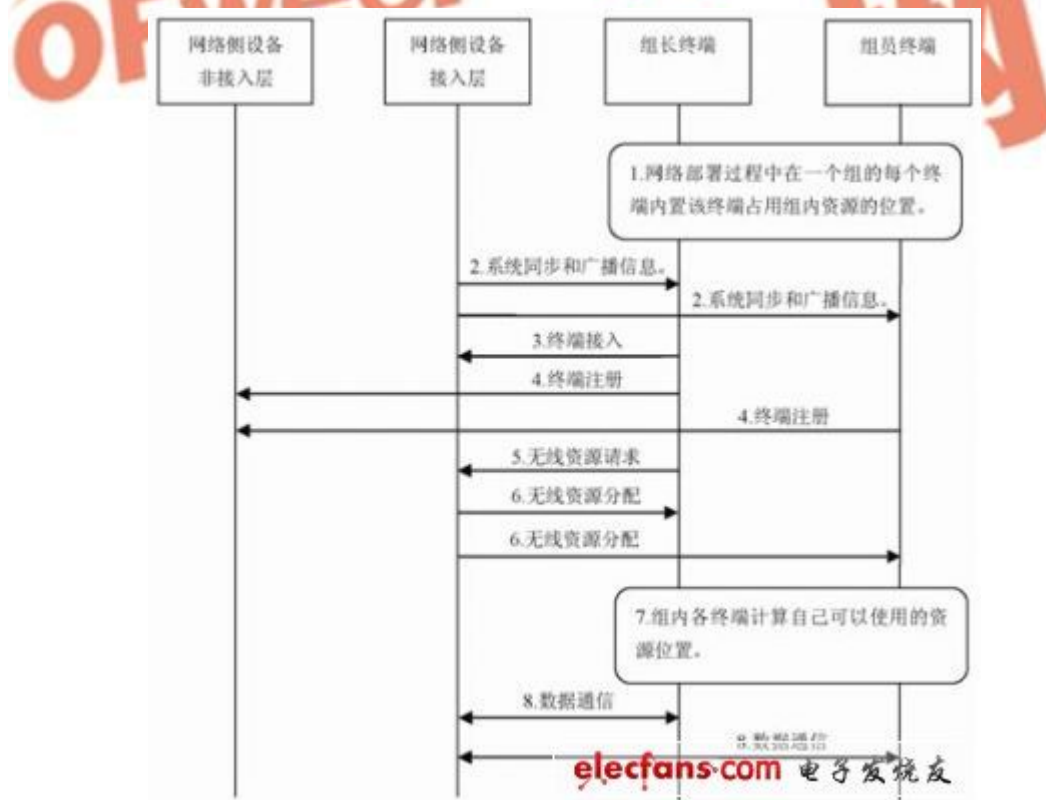 网络侧设备
非接入层
网络侧设备
接入层
组长终端
组员终端
1.网络部署过程中在一个组的每个终
端内置该终端占用组内资源的位置。
2.系统同步和广播信息。
2.系统同步和广播信息。
3.终端接入
4.终端注册
4.终端注册
5.无线资源请求
6.无线资源分配
6.无线资源分配
7.组内各终端计算自己可以使用的资
源位置。
8.数据通信
8.数据通信
elecfans.com 电子发烧友